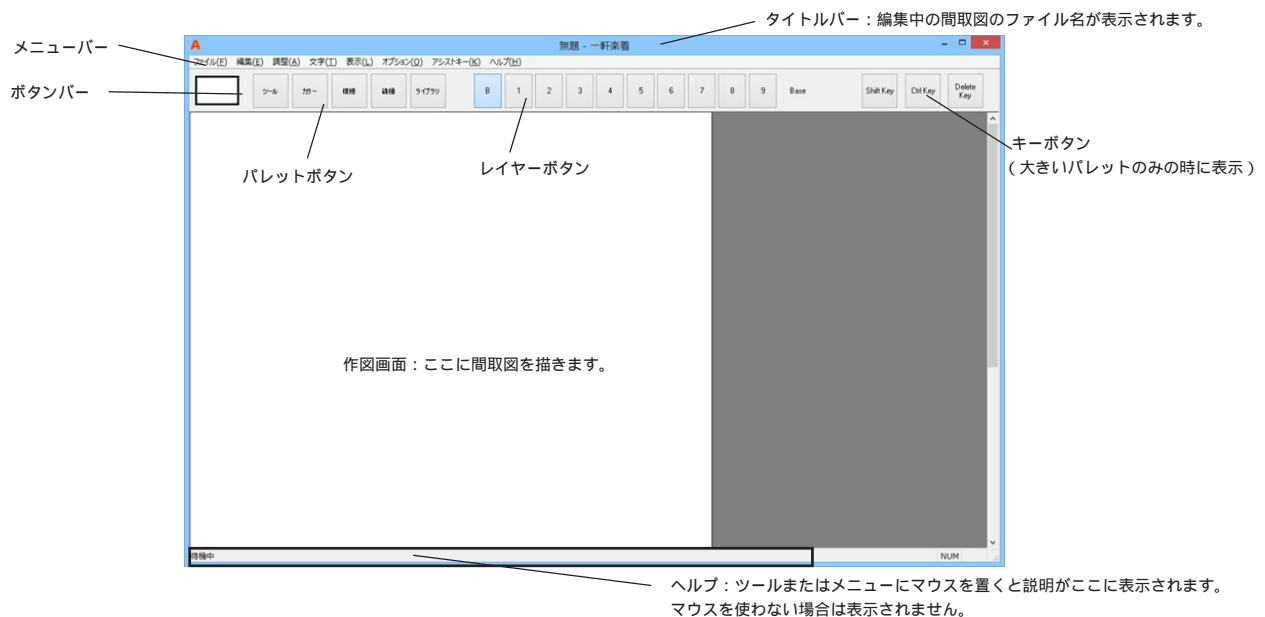 タイトルバー：編集中の間取図のファイル名が表示されます。
メニューバー
無題 - 一軒楽着
ファイル(F) 編集(E) 調整(A) 文字(T) 表示(L) オプション(O) アシストキー(K) ヘルプ(H)
ボタンバー
ツール カラー 模様 線種 ライブラリ B 1 2 3 4 5 6 7 8 9 Base Shift Key Ctrl Key Delete Key
キーボタン
（大きいパレットのみの時に表示）
パレットボタン
レイヤーボタン
作図画面：ここに間取図を描きます。
待機中 NUM
ヘルプ：ツールまたはメニューにマウスを置くと説明がここに表示されます。
マウスを使わない場合は表示されません。